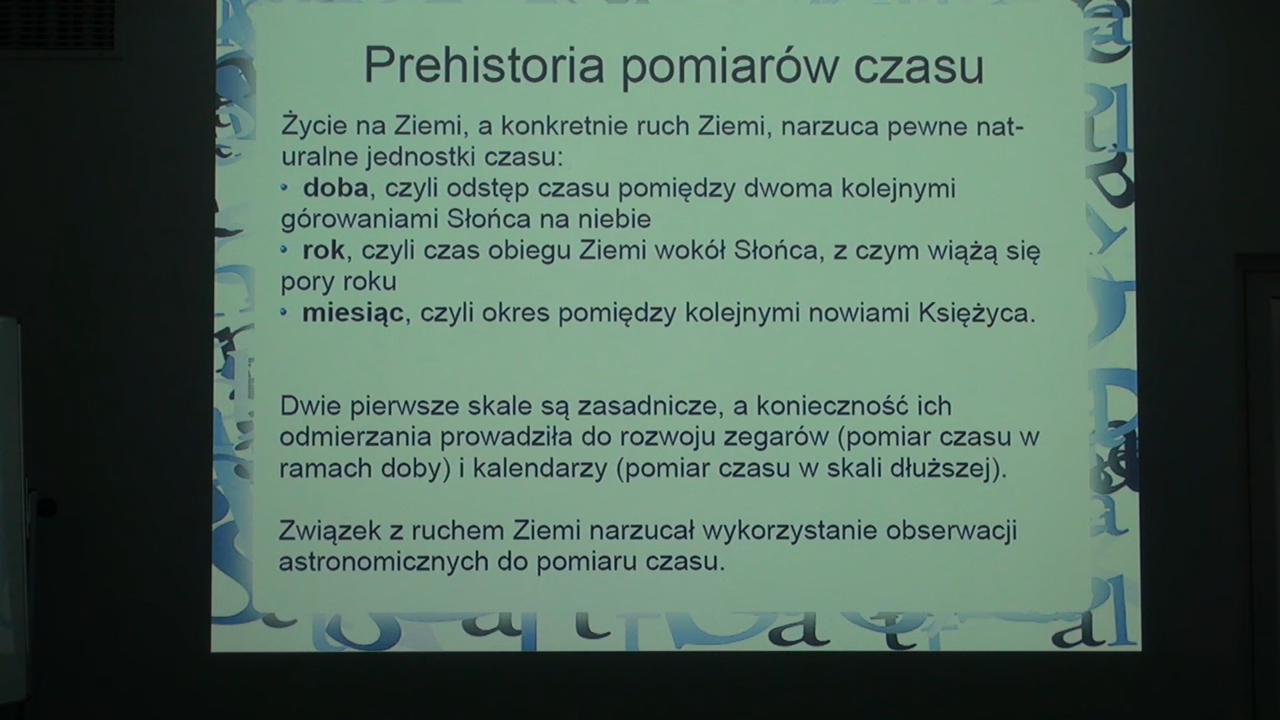 Prehistoria pomiarów czasu
Życie na Ziemi, a konkretnie ruch Ziemi, narzuca pewne nat-
uralne jednostki czasu:
• doba, czyli odstęp czasu pomiędzy dwoma kolejnymi
górowaniami Słońca na niebie
• rok, czyli czas obiegu Ziemi wokół Słońca, z czym wiążą się
pory roku
• miesiąc, czyli okres pomiędzy kolejnymi nowiami Księżyca.
Dwie pierwsze skale są zasadnicze, a konieczność ich
odmierzania prowadziła do rozwoju zegarów (pomiar czasu w
ramach doby) i kalendarzy (pomiar czasu w skali dłuższej).
Związek z ruchem Ziemi narzucał wykorzystanie obserwacji
astronomicznych do pomiaru czasu.